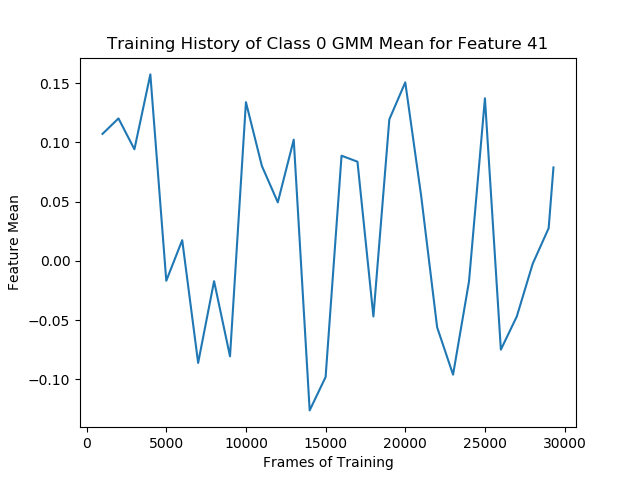 Training History of Class 0 GMM Mean for Feature 41
0.15
0.10
0.05
0.00
−0.05
−0.10
Feature Mean
0 5000 10000 15000 20000 25000 30000
Frames of Training